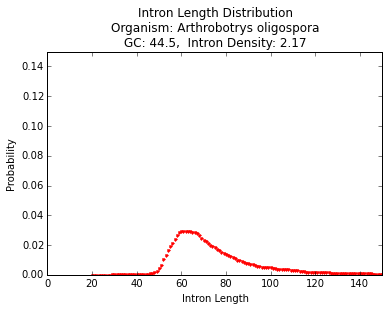 Intron Length Distribution
Organism: Arthrobotrys oligospora
GC: 44.5,  Intron Density: 2.17
0.14
0.12
0.10
0.08
0.06
0.04
0.02
0.00
Probability
0 20 40 60 80 100 120 140
Intron Length